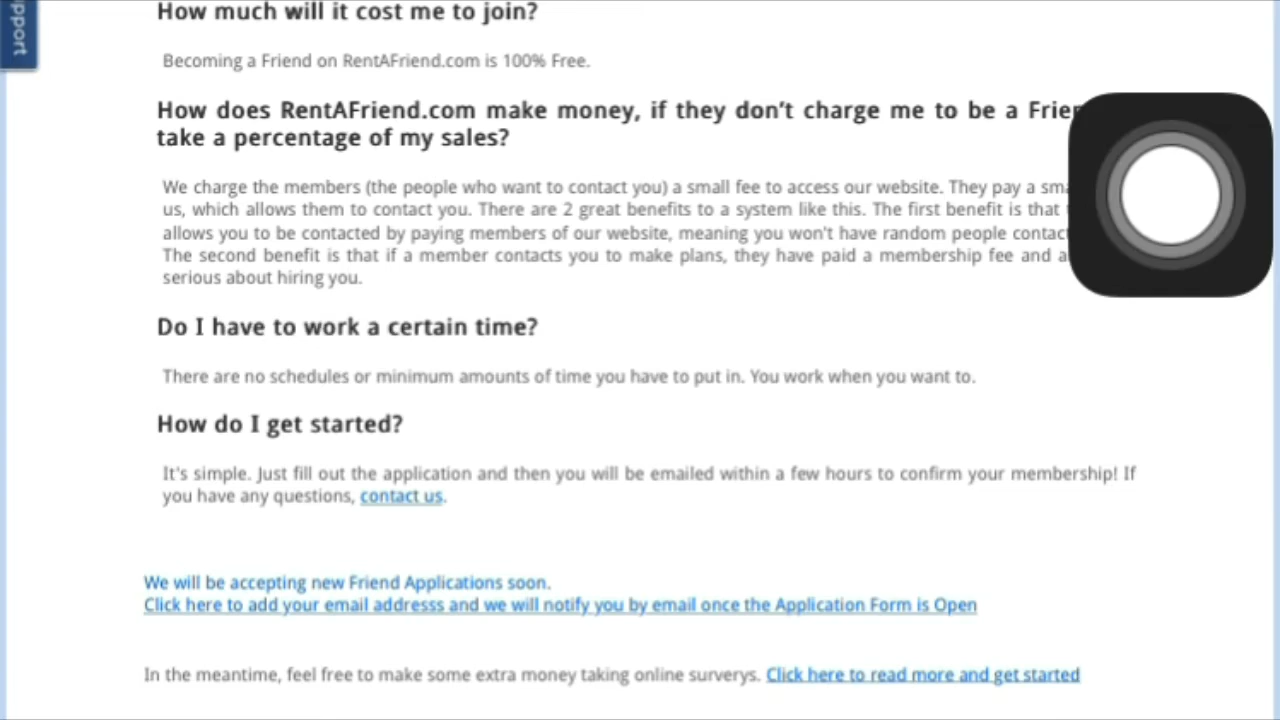 pport
How much will it cost me to join?
Becoming a Friend on RentAFriend.com is 100% Free.
How does RentAFriend.com make money, if they don't charge me to be a
take a percentage of my sales?
We charge the members (the people who want to contact you) a small fee to access our website. They pay a
us, which allows them to contact you. There are 2 great benefits to a system like this. The first benefit is that
allows you to be contacted by paying members of our website, meaning you won't have random people
The second benefit is that if a member contacts you to make plans, they have paid a membership fee and
serious about hiring you.
Do I have to work a certain time?
There are no schedules or minimum amounts of time you have to put in. You work when you want to.
How do I get started?
It's simple. Just fill out the application and then you will be emailed within a few hours to confirm your membership! If
you have any questions, contact us.
We will be accepting new Friend Applications soon.
Click here to add your email addresss and we will notify you by email once the Application Form is Open
In the meantime, feel free to make some extra money taking online surverys. Click here to read more and get started